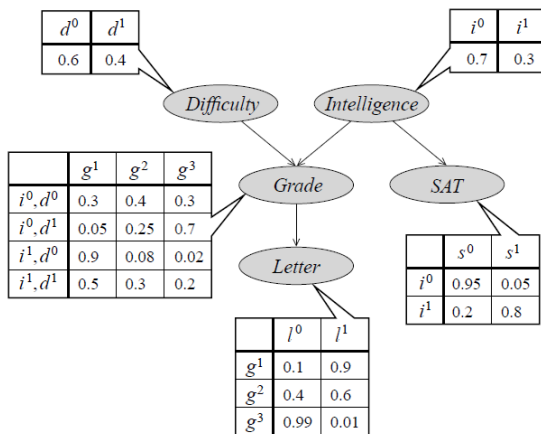 d⁰ d¹
0.6 0.4
i⁰ i¹
0.7 0.3
Difficulty
Intelligence
g¹ g² g³
i⁰, d⁰ 0.3 0.4 0.3
i⁰, d¹ 0.05 0.25 0.7
i¹, d⁰ 0.9 0.08 0.02
i¹, d¹ 0.5 0.3 0.2
Grade
SAT
s⁰ s¹
i⁰ 0.95 0.05
i¹ 0.2 0.8
Letter
l⁰ l¹
g¹ 0.1 0.9
g² 0.4 0.6
g³ 0.99 0.01